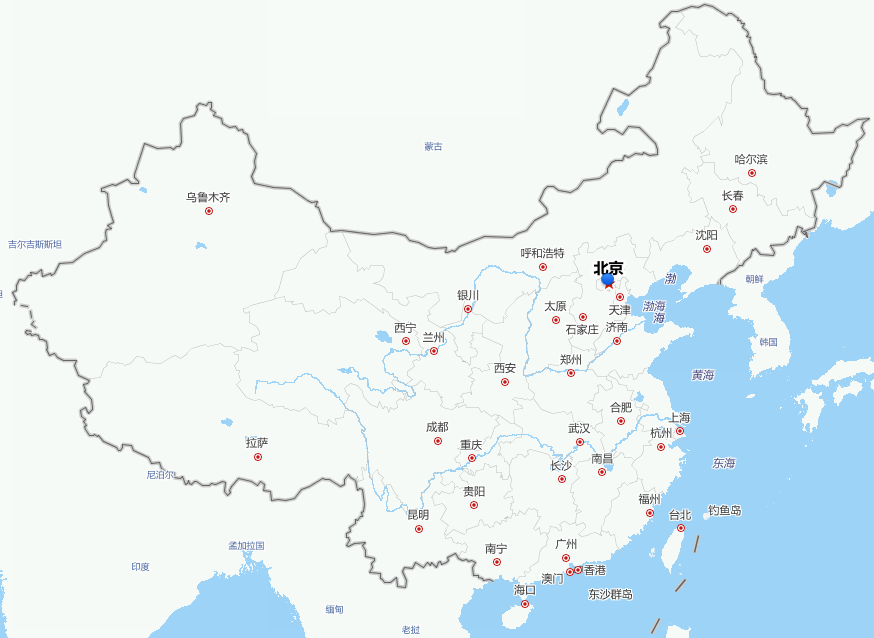 蒙古
哈尔滨
乌鲁木齐
长春
吉尔吉斯斯坦
沈阳
呼和浩特
北京
渤
朝鲜
坦
银川
太原
天津
渤海
海
西宁
兰州
石家庄
济南
韩国
西安
郑州
黄海
合肥
上海
成都
重庆
武汉
杭州
拉萨
长沙
南昌
东海
尼泊尔
贵阳
福州
台北
钓鱼岛
昆明
孟加拉国
南宁
广州
印度
澳门
香港
海口
东沙群岛
缅甸
老挝